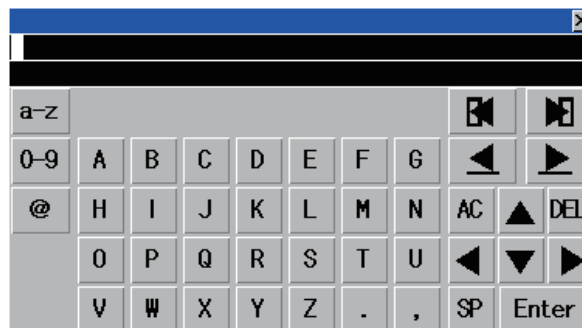 a-z
0-9 A B C D E F G
@ H I J K L M N AC DEL
O P Q R S T U
V W X Y Z . , SP Enter